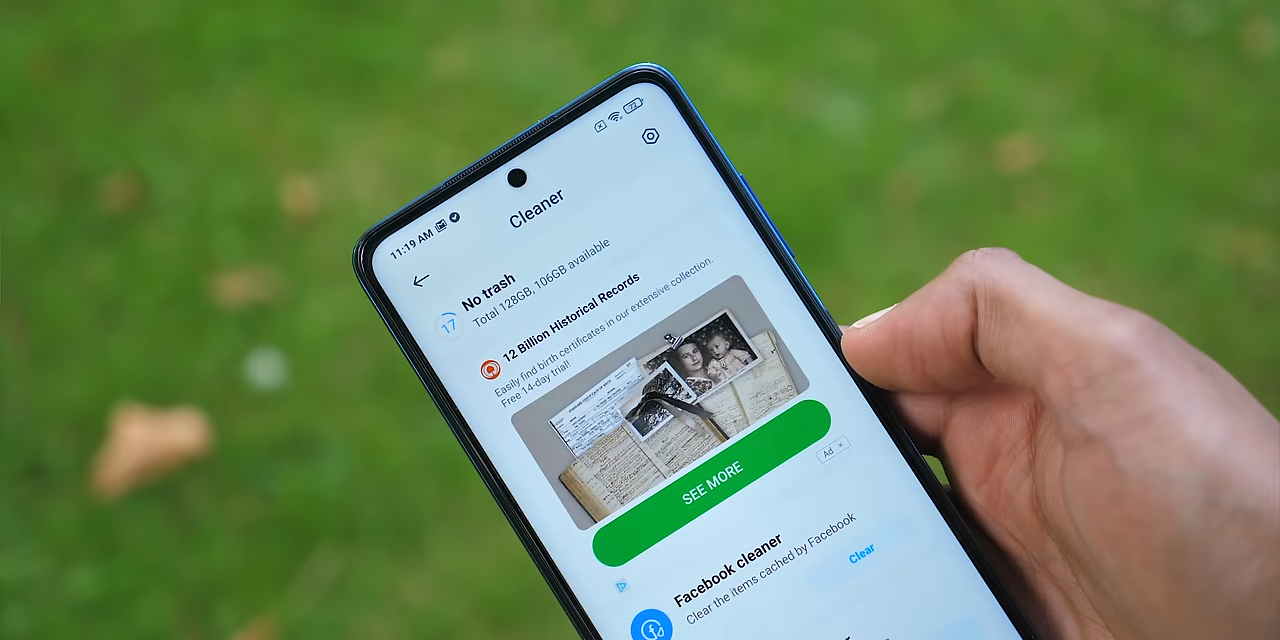 11:19 AM
72
Cleaner
No trash
Total 128GB, 106GB available
17
12 Billion Historical Records
Easily find birth certificates in our extensive collection.
Free 14-day trial!
SEE MORE
Ad ×
Facebook cleaner
Clear the items cached by Facebook
Clear